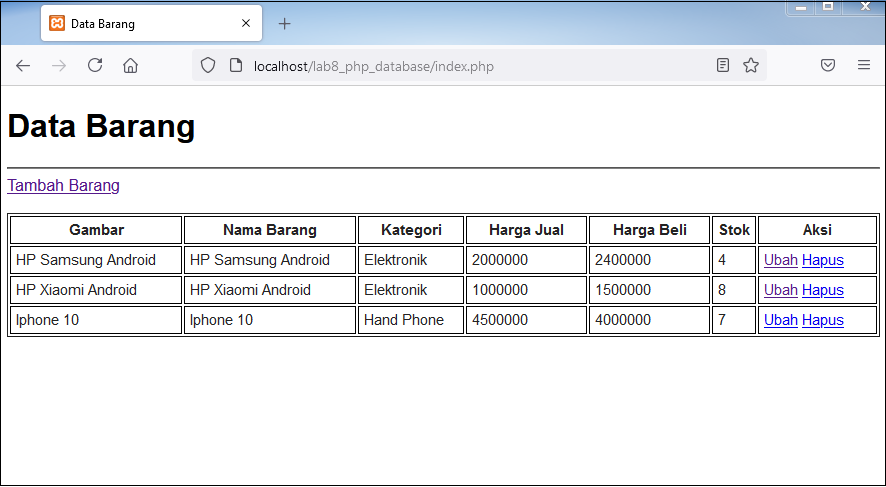 Data Barang
localhost/lab8_php_database/index.php
Data Barang
Tambah Barang
Gambar Nama Barang Kategori Harga Jual Harga Beli Stok Aksi
HP Samsung Android HP Samsung Android Elektronik 2000000 2400000 4 Ubah Hapus
HP Xiaomi Android HP Xiaomi Android Elektronik 1000000 1500000 8 Ubah Hapus
Iphone 10 Iphone 10 Hand Phone 4500000 4000000 7 Ubah Hapus